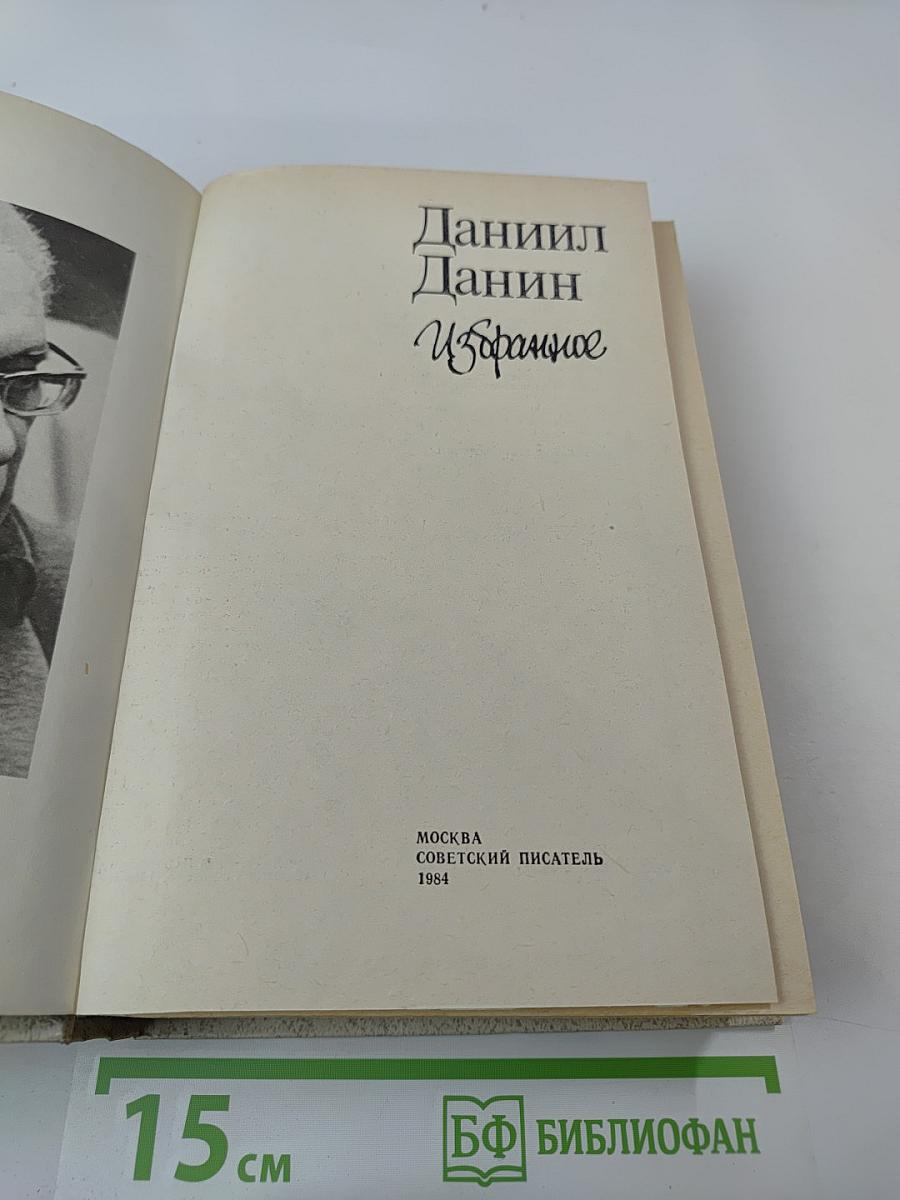 Даниил
Данин
Избранное
МОСКВА
СОВЕТСКИЙ ПИСАТЕЛЬ
1984
15 см
БФ БИБЛИОФАН